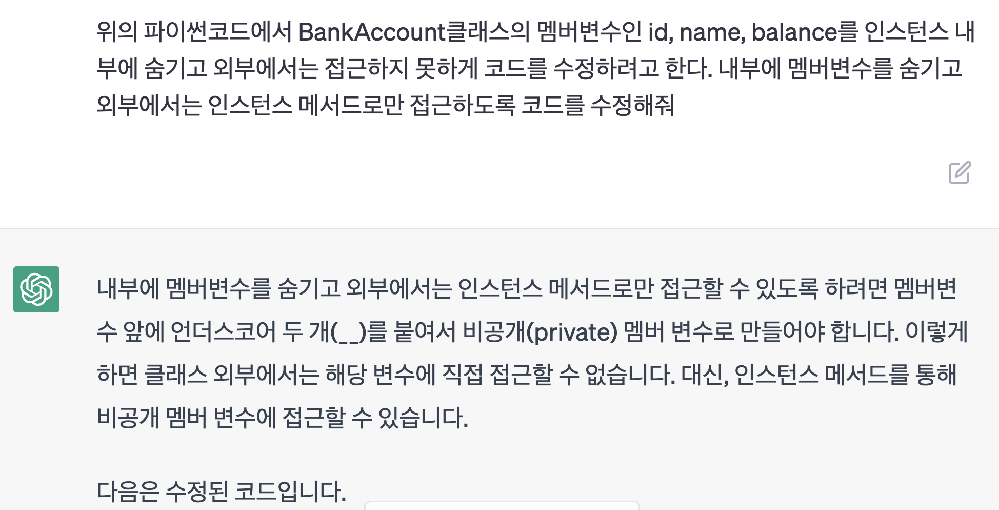 위의 파이썬코드에서 BankAccount클래스의 멤버변수인 id, name, balance를 인스턴스 내
부에 숨기고 외부에서는 접근하지 못하게 코드를 수정하려고 한다. 내부에 멤버변수를 숨기고
외부에서는 인스턴스 메서드로만 접근하도록 코드를 수정해줘
내부에 멤버변수를 숨기고 외부에서는 인스턴스 메서드로만 접근할 수 있도록 하려면 멤버변
수 앞에 언더스코어 두 개(__)를 붙여서 비공개(private) 멤버 변수로 만들어야 합니다. 이렇게
하면 클래스 외부에서는 해당 변수에 직접 접근할 수 없습니다. 대신, 인스턴스 메서드를 통해
비공개 멤버 변수에 접근할 수 있습니다.
다음은 수정된 코드입니다.